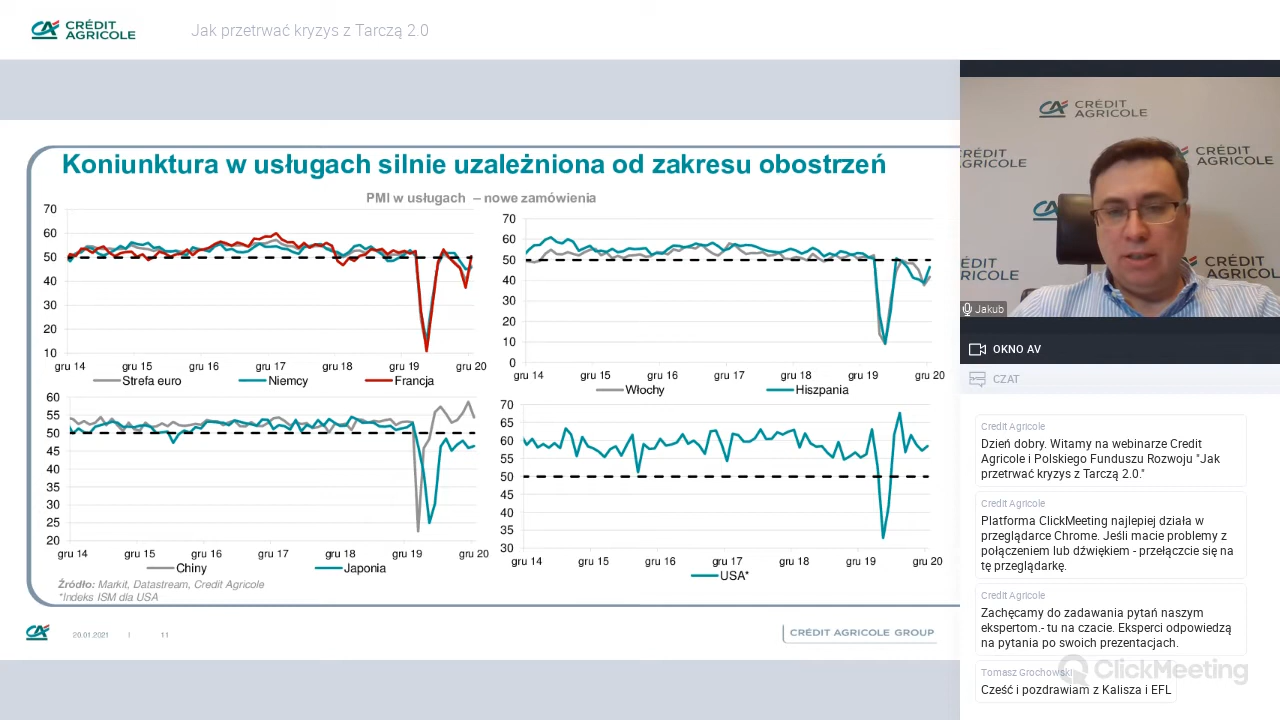 CRÉDIT
AGRICOLE
Jak przetrwać kryzys z Tarczą 2.0
Koniunktura w usługach silnie uzależniona od zakresu obostrzeń
PMI w usługach – nowe zamówienia
70
60
50
40
30
20
10
gru 14 gru 15 gru 16 gru 17 gru 18 gru 19 gru 20
Strefa euro Niemcy Francja
70
60
50
40
30
20
10
0
gru 14 gru 15 gru 16 gru 17 gru 18 gru 19 gru 20
Włochy Hiszpania
60
55
50
45
40
35
30
25
20
gru 14 gru 15 gru 16 gru 17 gru 18 gru 19 gru 20
Chiny Japonia
70
65
60
55
50
45
40
35
30
gru 14 gru 15 gru 16 gru 17 gru 18 gru 19 gru 20
USA*
Źródło: Markit, Datastream, Credit Agricole
*Indeks ISM dla USA
20.01.2021 | 11
CRÉDIT AGRICOLE GROUP
CRÉDIT
AGRICOLE
CRÉDIT
AGRICOLE
CRÉDIT
AGRICOLE
CRÉDIT
AGRICOLE
CRÉDIT
AGRICOLE
Jakub
OKNO AV
CZAT
Credit Agricole
Dzień dobry. Witamy na webinarze Credit
Agricole i Polskiego Funduszu Rozwoju "Jak
przetrwać kryzys z Tarczą 2.0."
Credit Agricole
Platforma ClickMeeting najlepiej działa w
przeglądarce Chrome. Jeśli macie problemy z
połączeniem lub dźwiękiem - przełączcie się na
tę przeglądarkę.
Credit Agricole
Zachęcamy do zadawania pytań naszym
ekspertom.- tu na czacie. Eksperci odpowiedzą
na pytania po swoich prezentacjach.
Tomasz Grochowski
Cześć i pozdrawiam z Kalisza i EFL
ClickMeeting